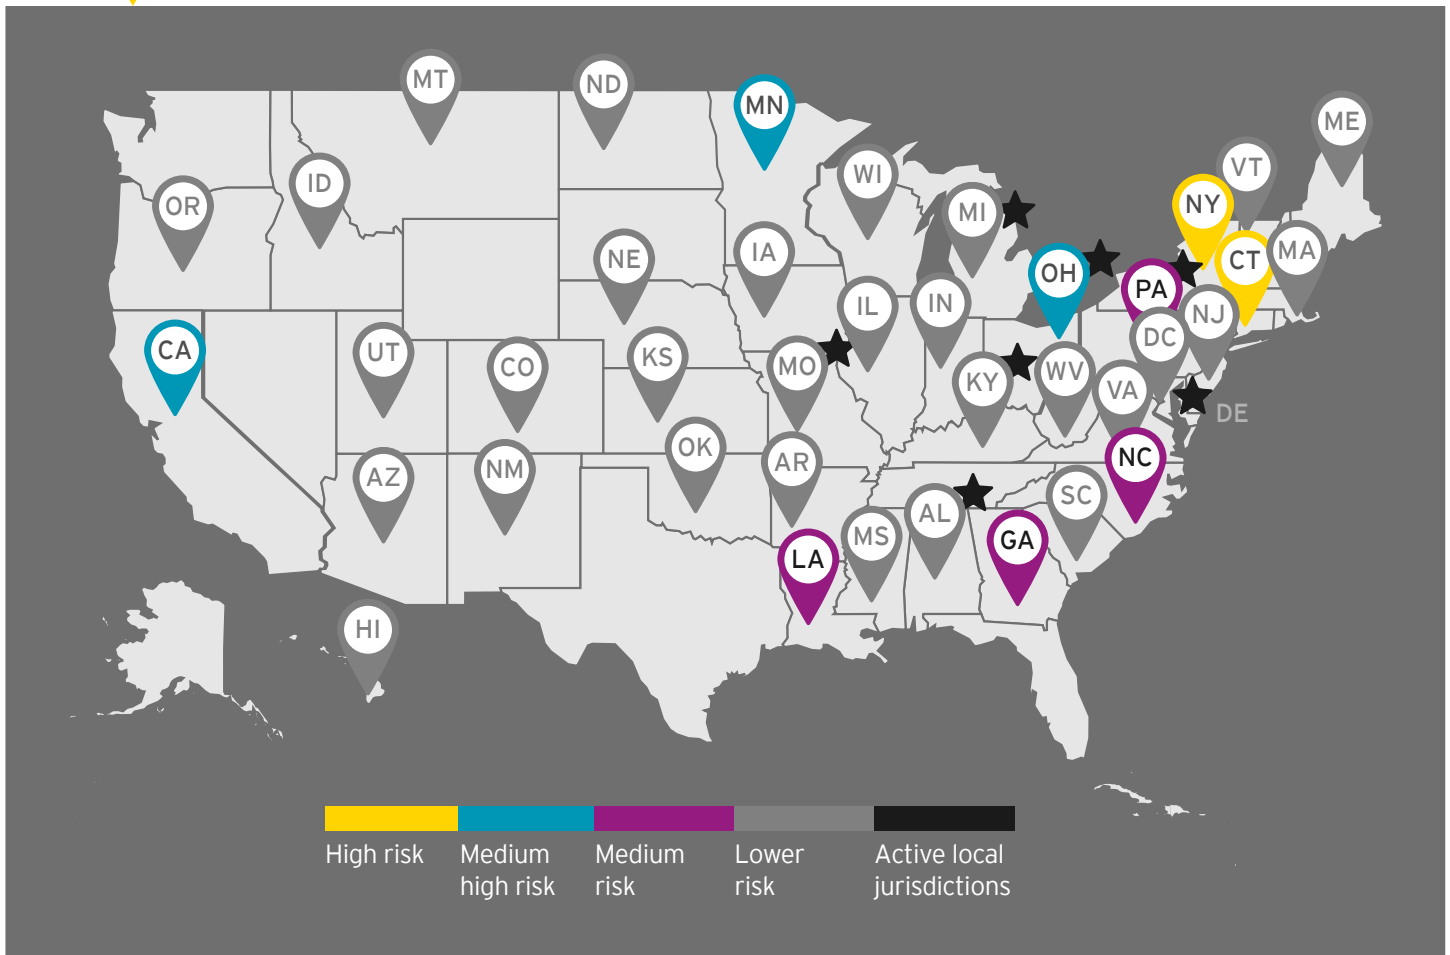 MT
ND
MN
ME
WI
VT
ID
OR
MI
NY
NE
IA
OH
CT
MA
PA
IL
IN
NJ
CA
UT
CO
KS
MO
KY
WV
DC
VA
DE
AZ
NM
OK
AR
NC
MS
AL
SC
LA
GA
HI
High risk
Medium
high risk
Medium
risk
Lower
risk
Active local
jurisdictions